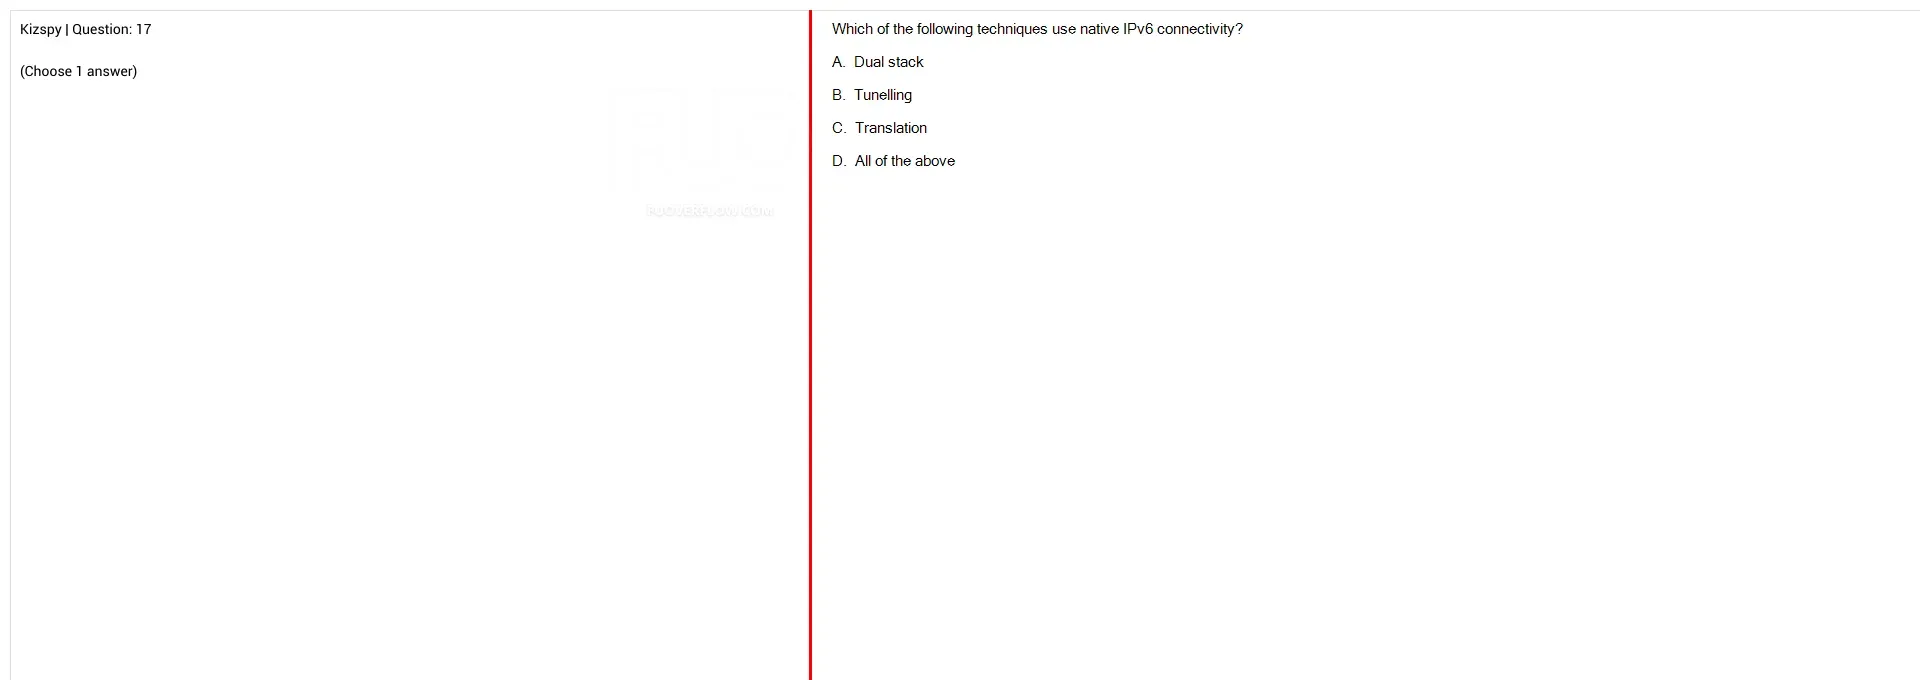 Kizspy | Question: 17
(Choose 1 answer)
Which of the following techniques use native IPv6 connectivity?
A. Dual stack
B. Tunelling
C. Translation
D. All of the above